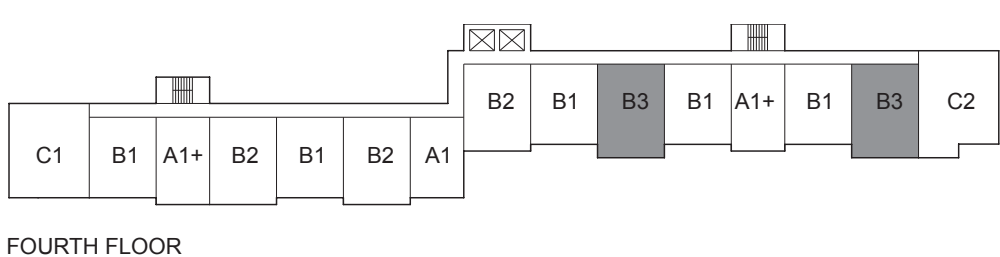 B2 B1 B3 B1 A1+ B1 B3 C2
C1 B1 A1+ B2 B1 B2 A1
FOURTH FLOOR